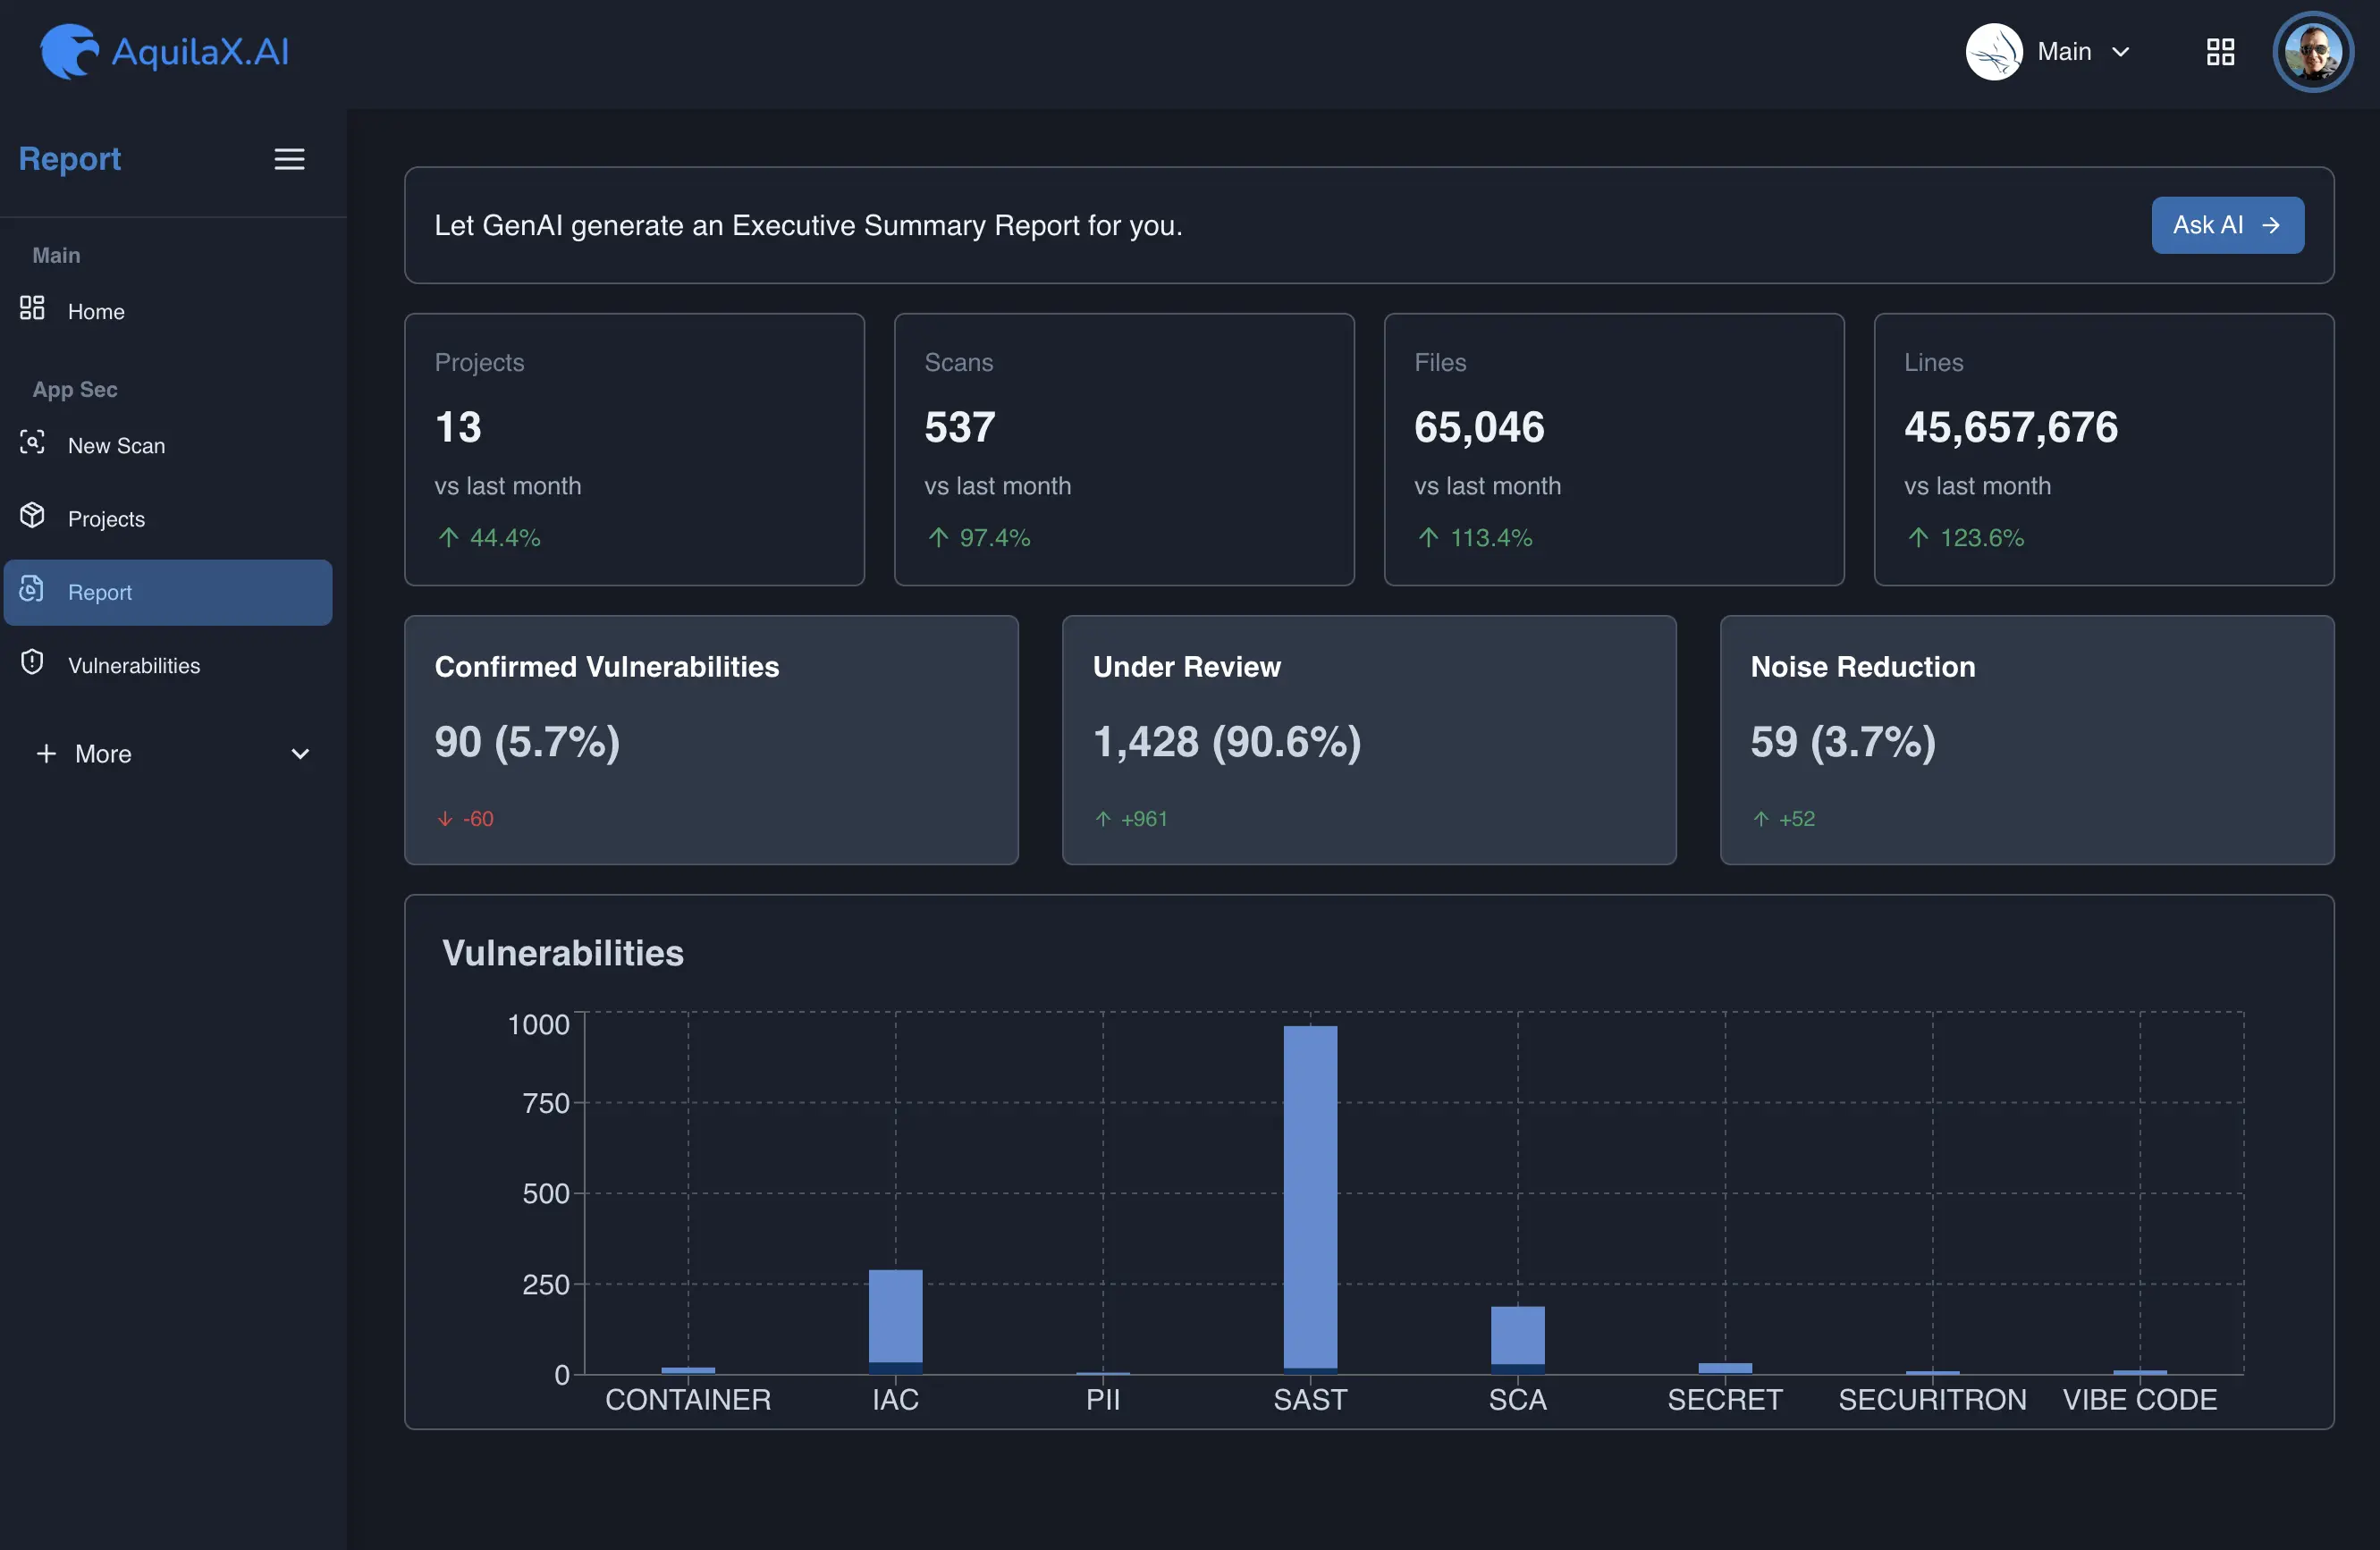 AquilaX.AI
Main
Report
Main
Home
App Sec
New Scan
Projects
Report
Vulnerabilities
More
Let GenAI generate an Executive Summary Report for you.
Ask AI
Projects
13
vs last month
44.4%
Scans
537
vs last month
97.4%
Files
65,046
vs last month
113.4%
Lines
45,657,676
vs last month
123.6%
Confirmed Vulnerabilities
90 (5.7%)
-60
Under Review
1,428 (90.6%)
+961
Noise Reduction
59 (3.7%)
+52
Vulnerabilities
1000
750
500
250
0
CONTAINER IAC PII SAST SCA SECRET SECURITRON VIBE CODE